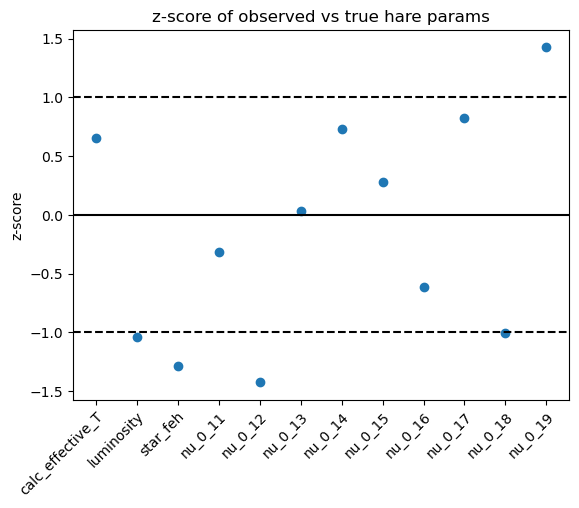 z-score of observed vs true hare params
z-score
1.5
1.0
0.5
0.0
−0.5
−1.0
−1.5
calc_effective_T
luminosity
star_feh
nu_0_11
nu_0_12
nu_0_13
nu_0_14
nu_0_15
nu_0_16
nu_0_17
nu_0_18
nu_0_19